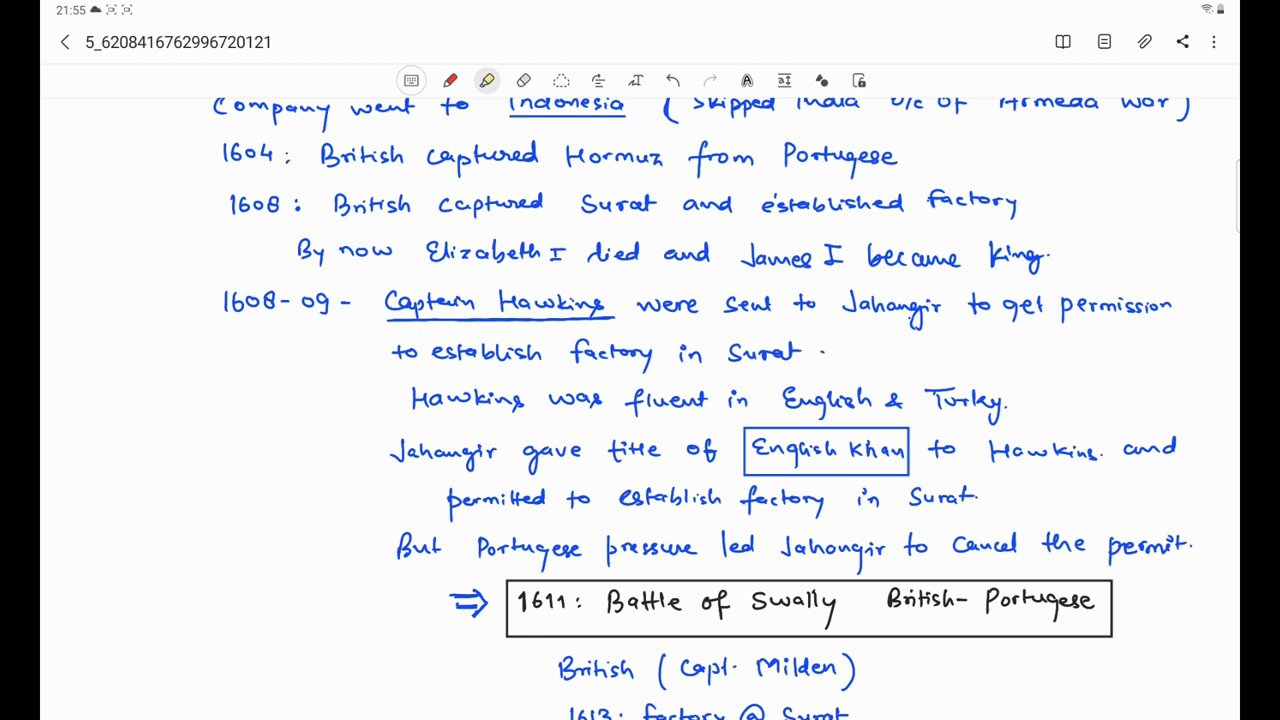 21:55
5_6208416762996720121
Company went to Indonesia (skipped India b/c of Armeda War)
1604: British captured Hormuz from Portugese
1608: British captured Surat and established factory
By now Elizabeth I died and James I became King.
1608-09- Captain Hawkins were sent to Jahangir to get permission
to establish factory in Surat.
Hawkins was fluent in English & Turky.
Jahangir gave title of English Khan to Hawkins. and
permitted to establish factory in Surat.
But Portugese pressure led Jahangir to cancel the permit.
⇒ 1611: Battle of Swally British- Portugese
British (Capt. Milden)
1613: factory @ Surat